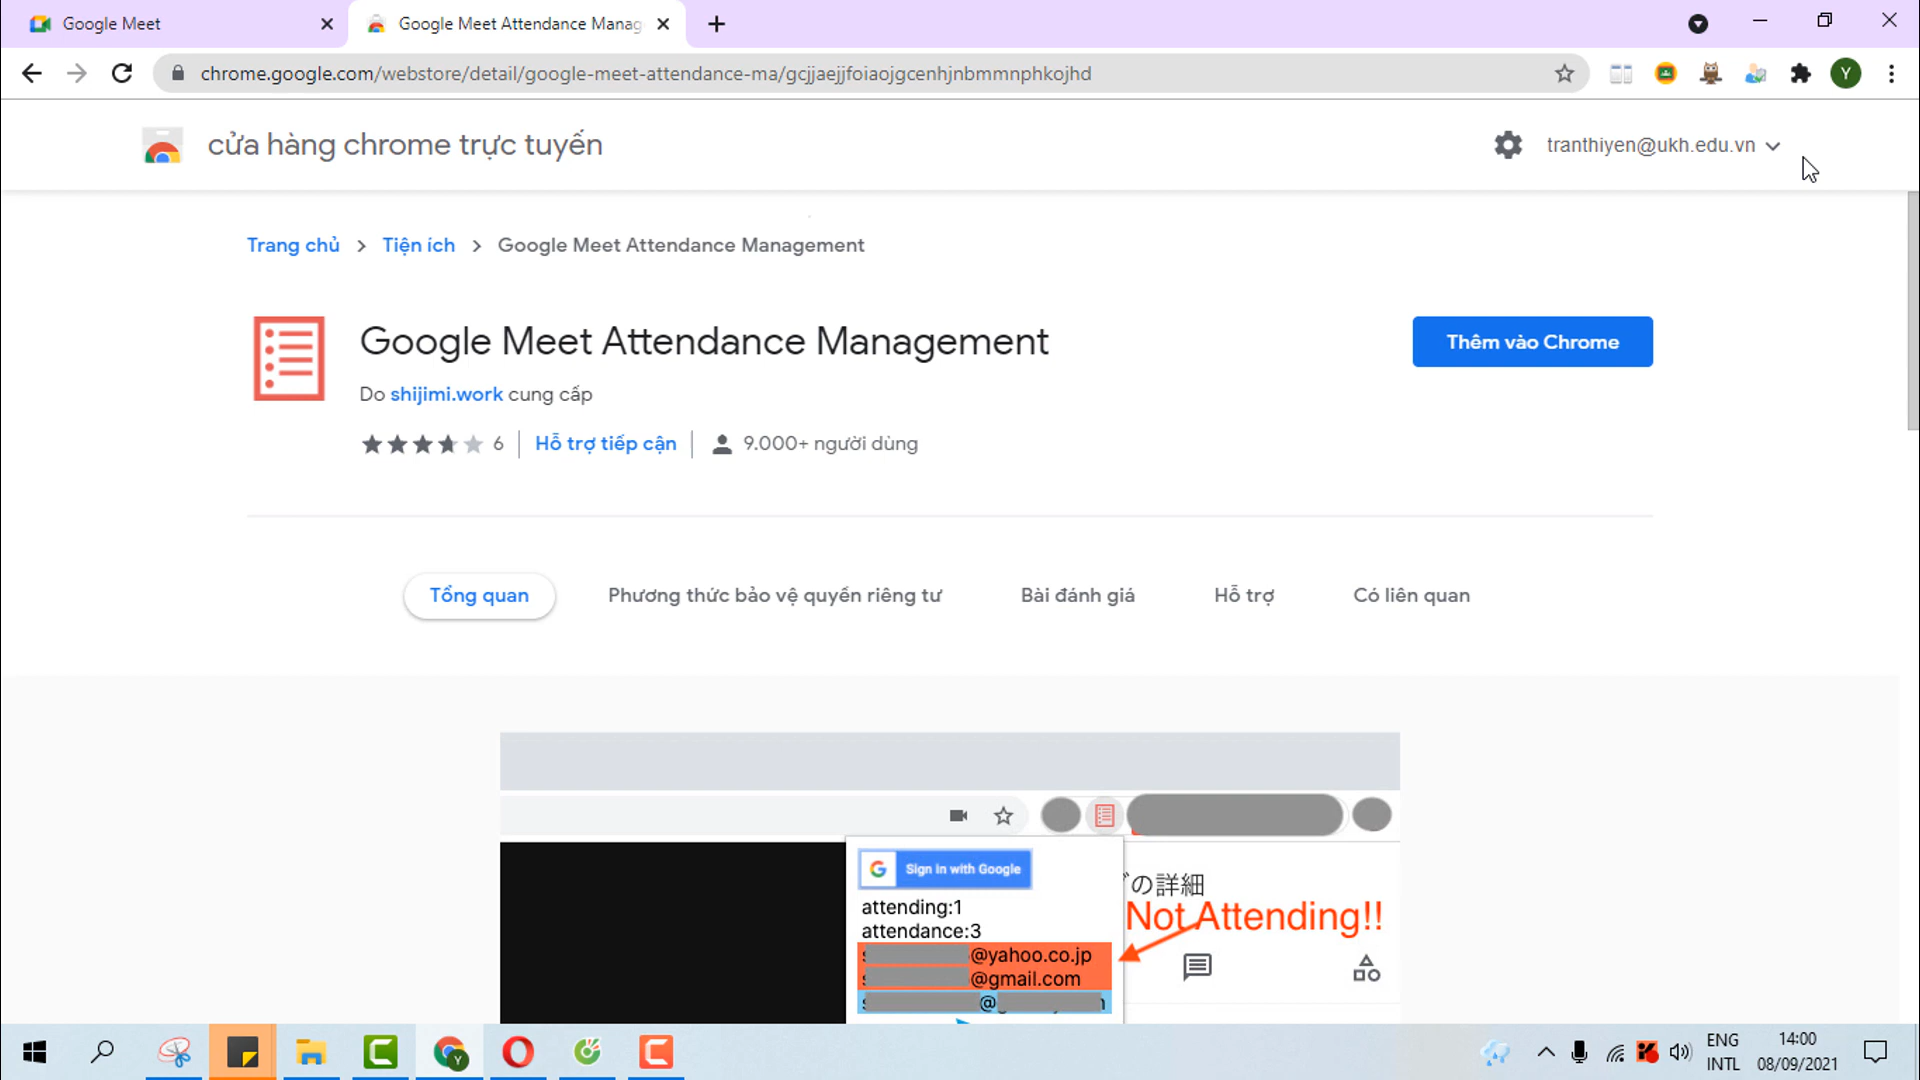 Google Meet
Google Meet Attendance Manag
chrome.google.com/webstore/detail/google-meet-attendance-ma/gcjjaejjfoiaojgcenhjnbmmnphkojhd
Y
cửa hàng chrome trực tuyến
tranthiyen@ukh.edu.vn
Trang chủ > Tiện ích > Google Meet Attendance Management
Google Meet Attendance Management
Thêm vào Chrome
Do shijimi.work cung cấp
6
Hỗ trợ tiếp cận
9.000+ người dùng
Tổng quan
Phương thức bảo vệ quyền riêng tư
Bài đánh giá
Hỗ trợ
Có liên quan
Sign in with Google
の詳細
attending:1
Not Attending!!
attendance:3
@yahoo.co.jp
@gmail.com
@
ENG
INTL
14:00
08/09/2021